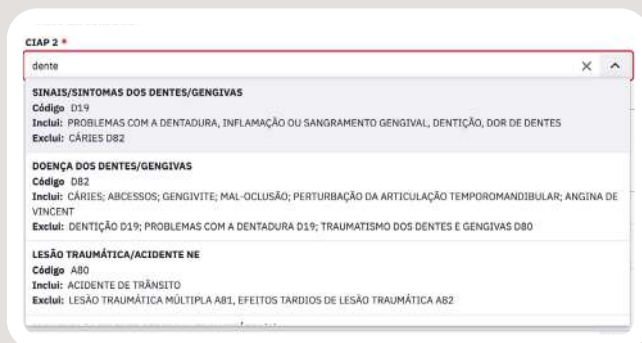 CIAP 2 *
dente
SINAIS/SINTOMAS DOS DENTES/GENGIVAS
Código D19
Inclui: PROBLEMAS COM A DENTADURA, INFLAMAÇÃO OU SANGRAMENTO GENGIVAL, DENTIÇÃO, DOR DE DENTES
Exclui: CÁRIES D82
DOENÇA DOS DENTES/GENGIVAS
Código D82
Inclui: CÁRIES; ABCESSOS; GENGIVITE; MAL-OCLUSÃO; PERTURBAÇÃO DA ARTICULAÇÃO TEMPOROMANDIBULAR; ANGINA DE
VINCENT
Exclui: DENTIÇÃO D19; PROBLEMAS COM A DENTADURA D19; TRAUMATISMO DOS DENTES E GENGIVAS D80
LESÃO TRAUMÁTICA/ACIDENTE NE
Código A80
Inclui: ACIDENTE DE TRÂNSITO
Exclui: LESÃO TRAUMÁTICA MÚLTIPLA A81, EFEITOS TARDIOS DE LESÃO TRAUMÁTICA A82